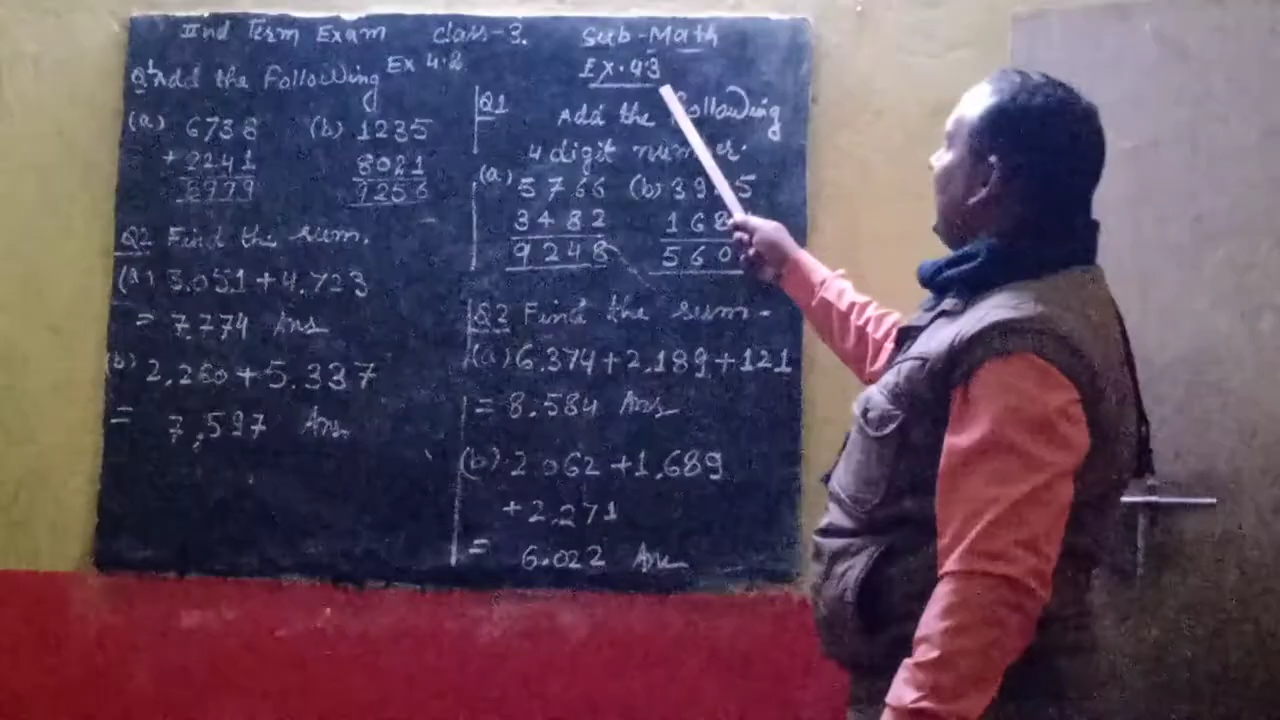 IInd Term Exam class-3. Sub-Math
Ex 4.2
Q1 Add the Following
(a) 6738 (b) 1235
+2241 8021
8979 9256
Q2 Find the sum.
(a) 3.051+4.723
= 7.774 Ans
(b) 2,260+5.337
= 7,597 Ans.
Ex.43
Q1 Add the Following
4 digit number.
(a) 5766 (b)
3482
9248
Q2 Find the sum.
(a) 6.374+2.189+121
= 8.584 Ans
(b) 2.062+1,689
+2.271
= 6.022 Ans